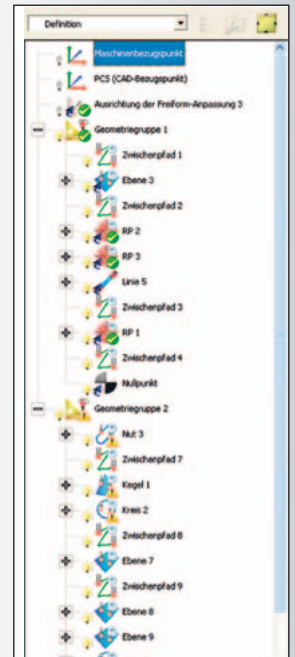 Definition
Maschinenbezugspunkt
PCS (CAD-Bezugspunkt)
Ausrichtung der Freiform-Anpassung 3
Geometriegruppe 1
Zwischenpfad 1
Ebene 3
Zwischenpfad 2
RP 2
RP 3
Linie 5
Zwischenpfad 3
RP 1
Zwischenpfad 4
Nullpunkt
Geometriegruppe 2
Nut 3
Zwischenpfad 7
Kegel 1
Kreis 2
Zwischenpfad 8
Ebene 7
Zwischenpfad 9
Ebene 8
Ebene 9